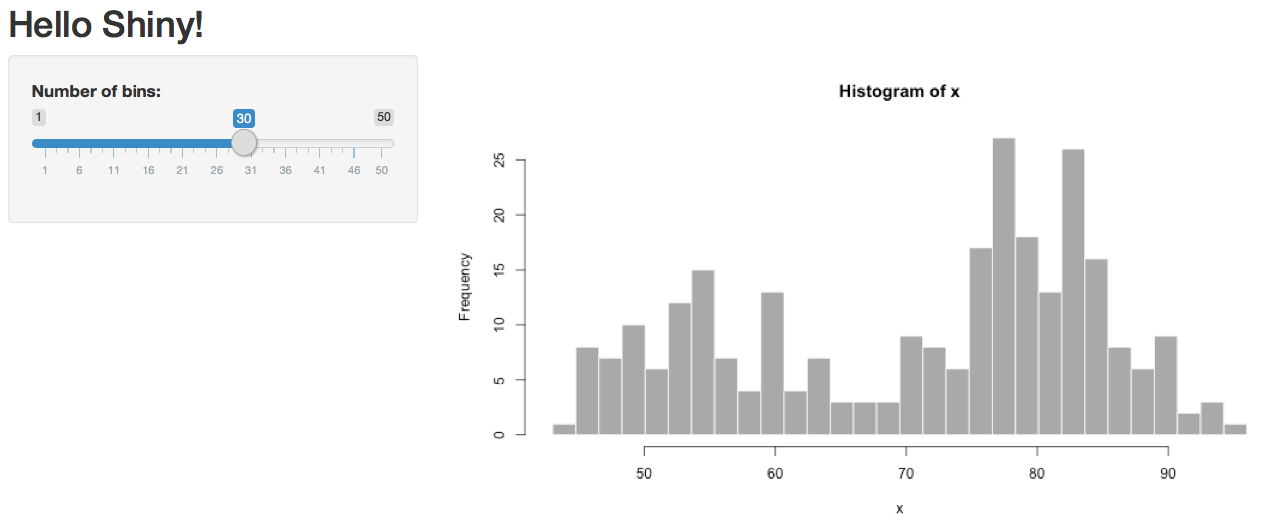 Hello Shiny!
Number of bins:
1 30 50
1 6 11 16 21 26 31 36 41 46 50
Histogram of x
Frequency
25
20
15
10
5
0
50 60 70 80 90
x